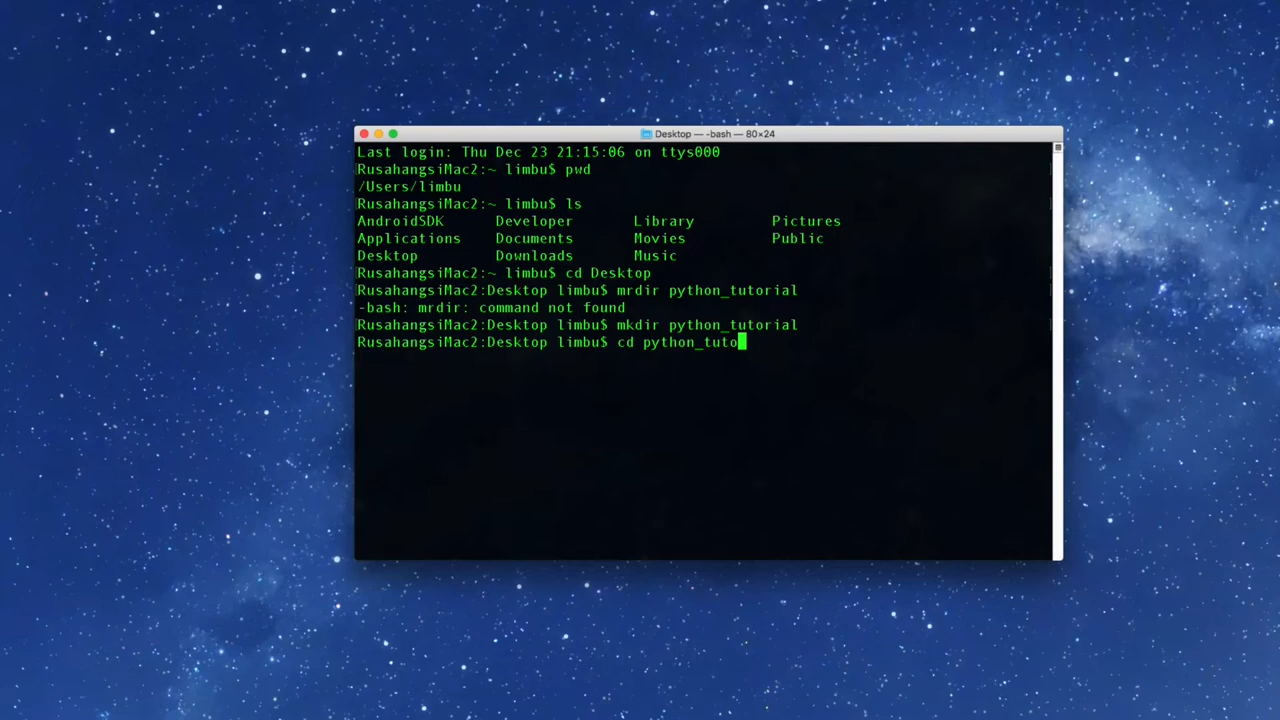 Desktop — -bash — 80×24
Last login: Thu Dec 23 21:15:06 on ttys000
RusahangsiMac2:~ limbu$ pwd
/Users/limbu
RusahangsiMac2:~ limbu$ ls
AndroidSDK Developer Library Pictures
Applications Documents Movies Public
Desktop Downloads Music
RusahangsiMac2:~ limbu$ cd Desktop
RusahangsiMac2:Desktop limbu$ mrdir python_tutorial
-bash: mrdir: command not found
RusahangsiMac2:Desktop limbu$ mkdir python_tutorial
RusahangsiMac2:Desktop limbu$ cd python_tuto